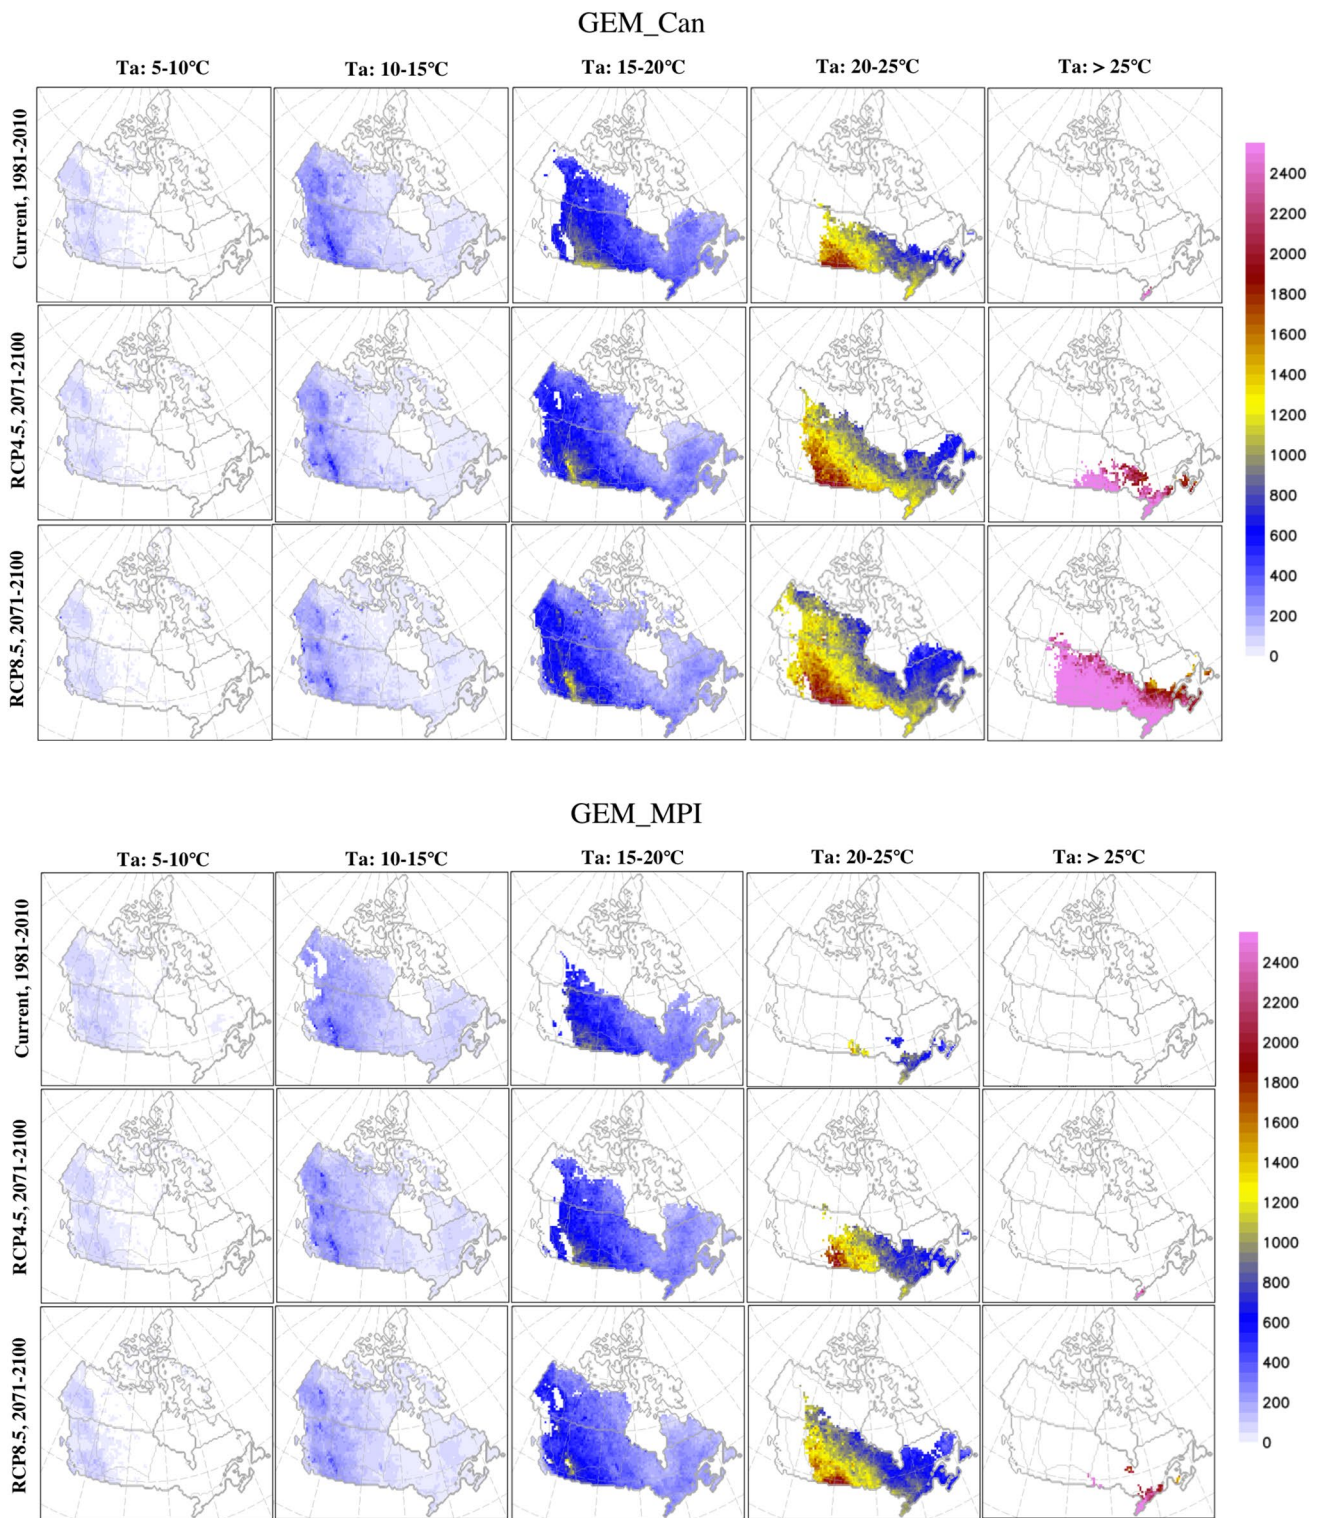 GEM_Can
Ta: 5-10°C Ta: 10-15°C Ta: 15-20°C Ta: 20-25°C Ta: > 25°C
Current, 1981-2010
RCP4.5, 2071-2100
RCP8.5, 2071-2100
2400
2200
2000
1800
1600
1400
1200
1000
800
600
400
200
0
GEM_MPI
Ta: 5-10°C Ta: 10-15°C Ta: 15-20°C Ta: 20-25°C Ta: > 25°C
Current, 1981-2010
RCP4.5, 2071-2100
RCP8.5, 2071-2100
2400
2200
2000
1800
1600
1400
1200
1000
800
600
400
200
0